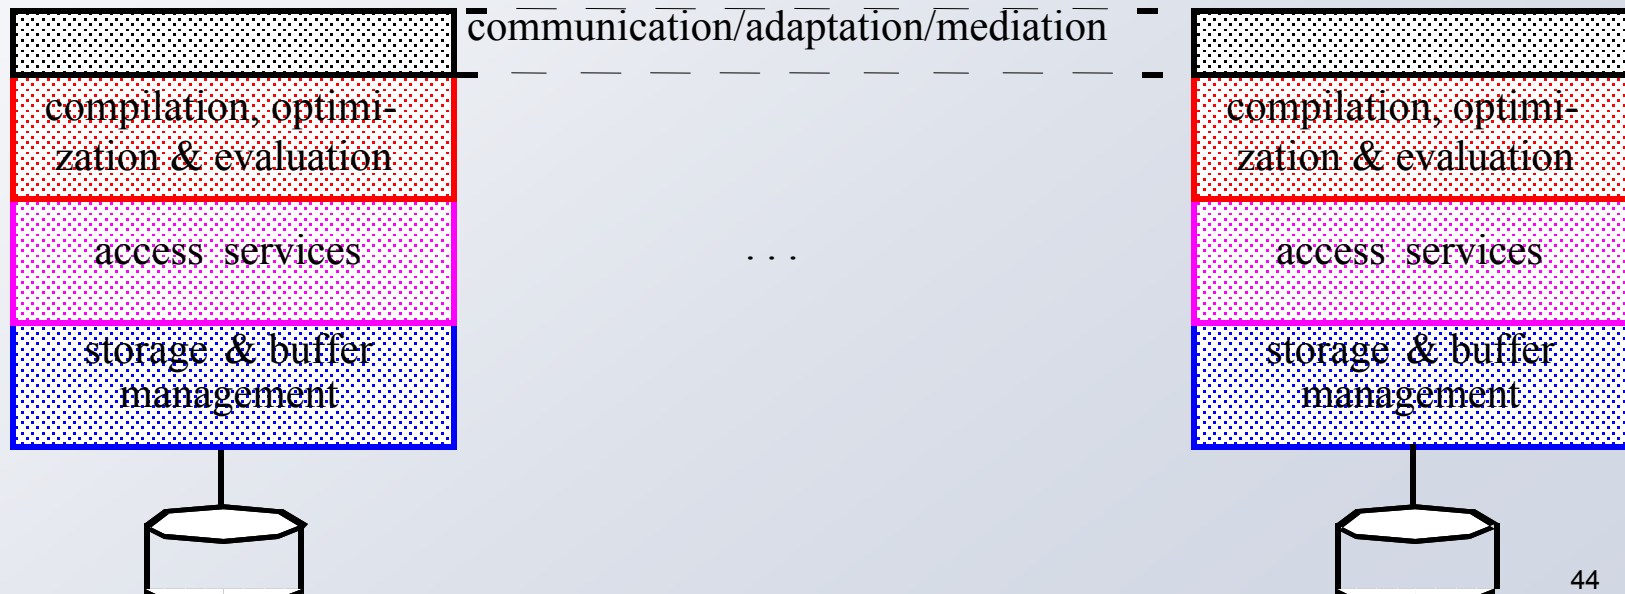 communication/adaptation/mediation
compilation, optimi-
zation & evaluation
access services
storage & buffer
management
. . .
compilation, optimi-
zation & evaluation
access services
storage & buffer
management
44